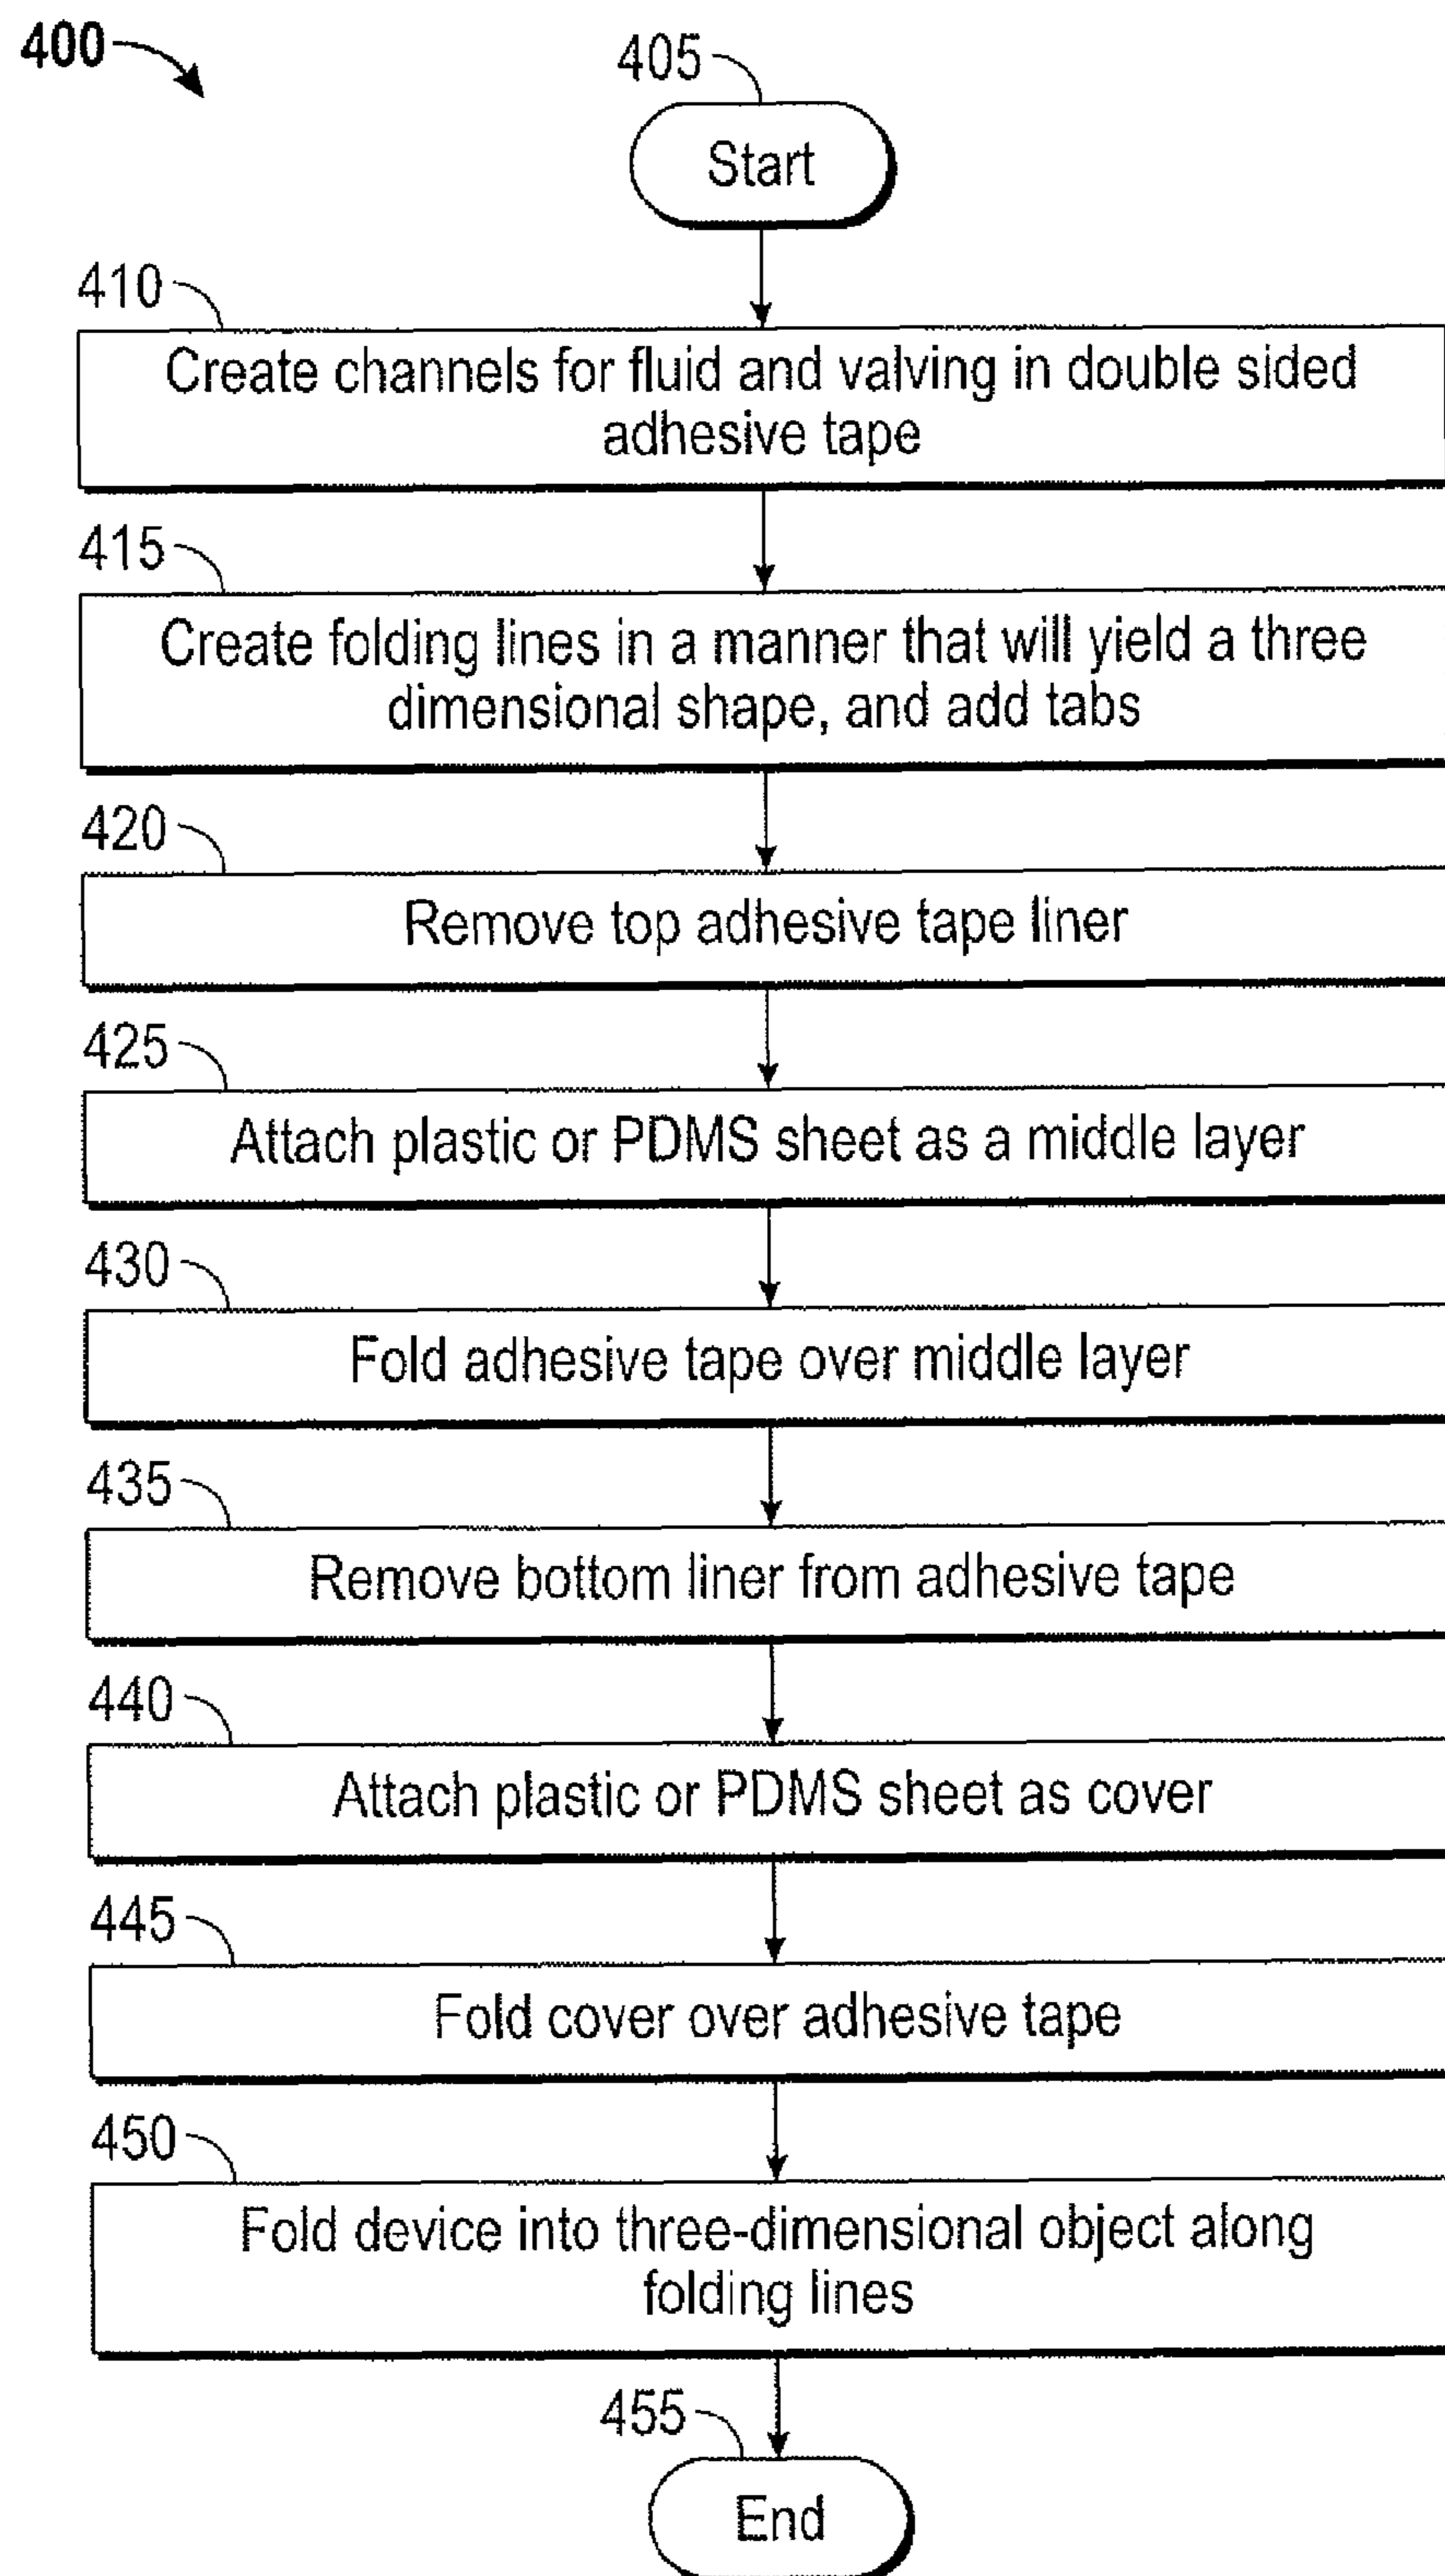 400
405
Start
410
Create channels for fluid and valving in double sided
adhesive tape
415
Create folding lines in a manner that will yield a three
dimensional shape, and add tabs
420
Remove top adhesive tape liner
425
Attach plastic or PDMS sheet as a middle layer
430
Fold adhesive tape over middle layer
435
Remove bottom liner from adhesive tape
440
Attach plastic or PDMS sheet as cover
445
Fold cover over adhesive tape
450
Fold device into three-dimensional object along
folding lines
455
End